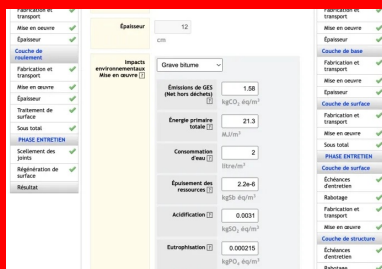 Fabrication et
transport
Mise en oeuvre
Épaisseur
Couche de
roulement
Fabrication et
transport
Mise en œuvre
Épaisseur
Traitement de
surface
Sous total
PHASE ENTRETIEN
Scellement des
joints
Régénération de
surface
Résultat
Épaisseur
12
cm
Impacts
environnementaux
Mise en œuvre [?]
Grave bitume
Émissions de GES
(Net hors déchets)
[?]
1.58
kgCO₂ éq/m²
Énergie primaire
totale [?]
21.3
MJ/m²
Consommation
d'eau [?]
2
litre/m²
Épuisement des
ressources [?]
2.2e-6
kgSb éq/m²
Acidification [?]
0.0031
kgSO₂ éq/m²
Eutrophisation [?]
0.000215
kgPO₄ éq/m²
Fabrication et
transport
Mise en œuvre
Épaisseur
Couche de base
Fabrication et
transport
Mise en oeuvre
Épaisseur
Couche de surface
Fabrication et
transport
Mise en œuvre
Sous total
PHASE ENTRETIEN
Couche de surface
Échéances
d'entretien
Rabotage
Fabrication et
transport
Mise en œuvre
Couche de structure
Échéances
d'entretien
Rabotage